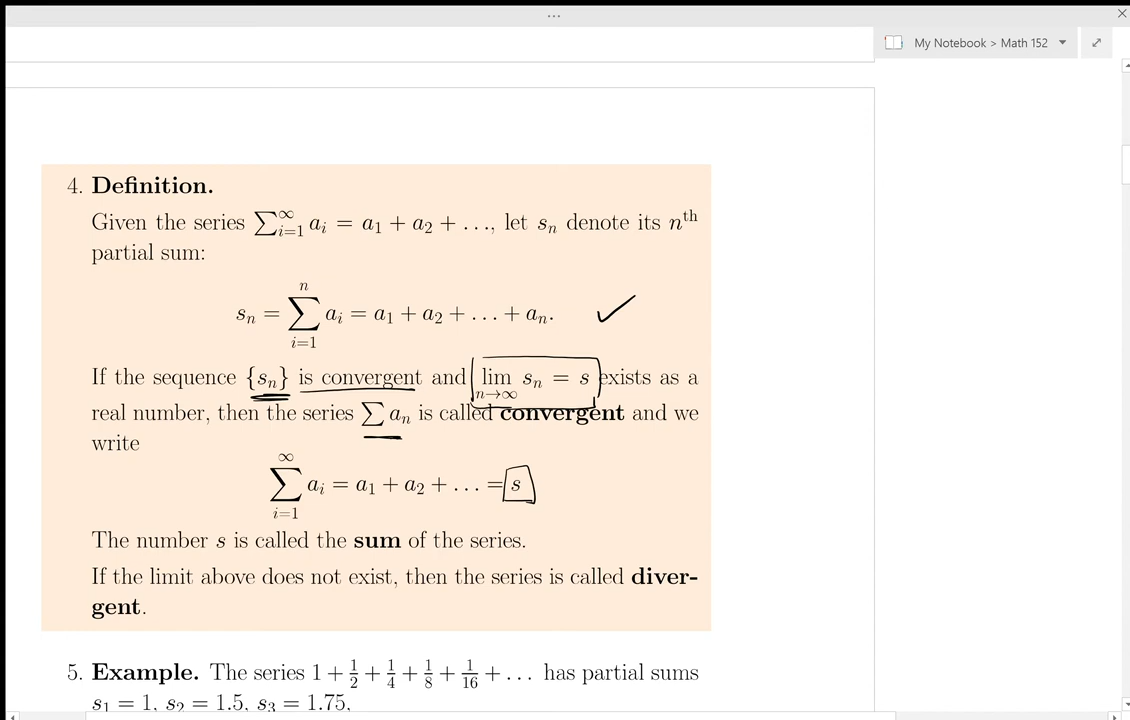 My Notebook > Math 152
4. Definition.
Given the series ∑_{i=1}^{∞} a_i = a_1 + a_2 + ..., let s_n denote its n^{th}
partial sum:
s_n = ∑_{i=1}^{n} a_i = a_1 + a_2 + ... + a_n. ✓
If the sequence {s_n} is convergent and lim_{n→∞} s_n = s exists as a
real number, then the series ∑ a_n is called convergent and we
write
∑_{i=1}^{∞} a_i = a_1 + a_2 + ... = s
The number s is called the sum of the series.
If the limit above does not exist, then the series is called diver-
gent.
5. Example. The series 1 + 1/2 + 1/4 + 1/8 + 1/16 + ... has partial sums
s_1 = 1, s_2 = 1.5, s_3 = 1.75,